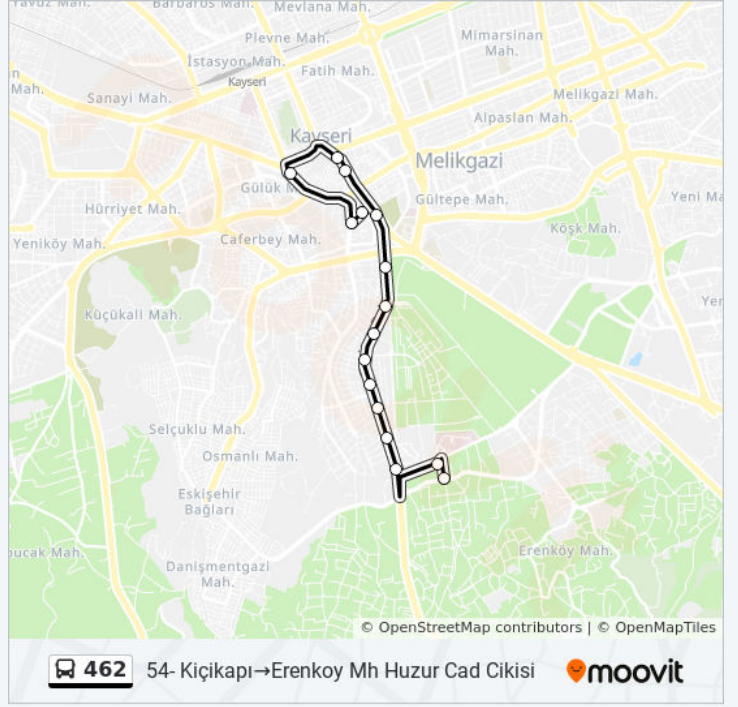 Yavuz Mah.
Barbaros Mah.
Mevlana Mah.
Plevne Mah.
Mimarsinan
Mah.
İstasyon Mah.
Fatih Mah.
Kayseri
Mah.
Sanayi Mah.
Melikgazi Mah.
Alpaslan Mah.
Kayseri
Melikgazi
Gülük M
Gültepe Mah.
Yeni Ma
Hürriyet Mah.
Köşk Mah.
Yeniköy Mah.
Caferbey Mah.
Yer
Küçükali Mah.
Selçuklu Mah.
Osmanlı Mah.
Eskişehir
Bağları
bucak Mah.
Erenköy Mah.
Danişmentgazi
Mah.
© OpenStreetMap contributors | © OpenMapTiles
462
54- Kiçikapı→Erenkoy Mh Huzur Cad Cikisi
moovit